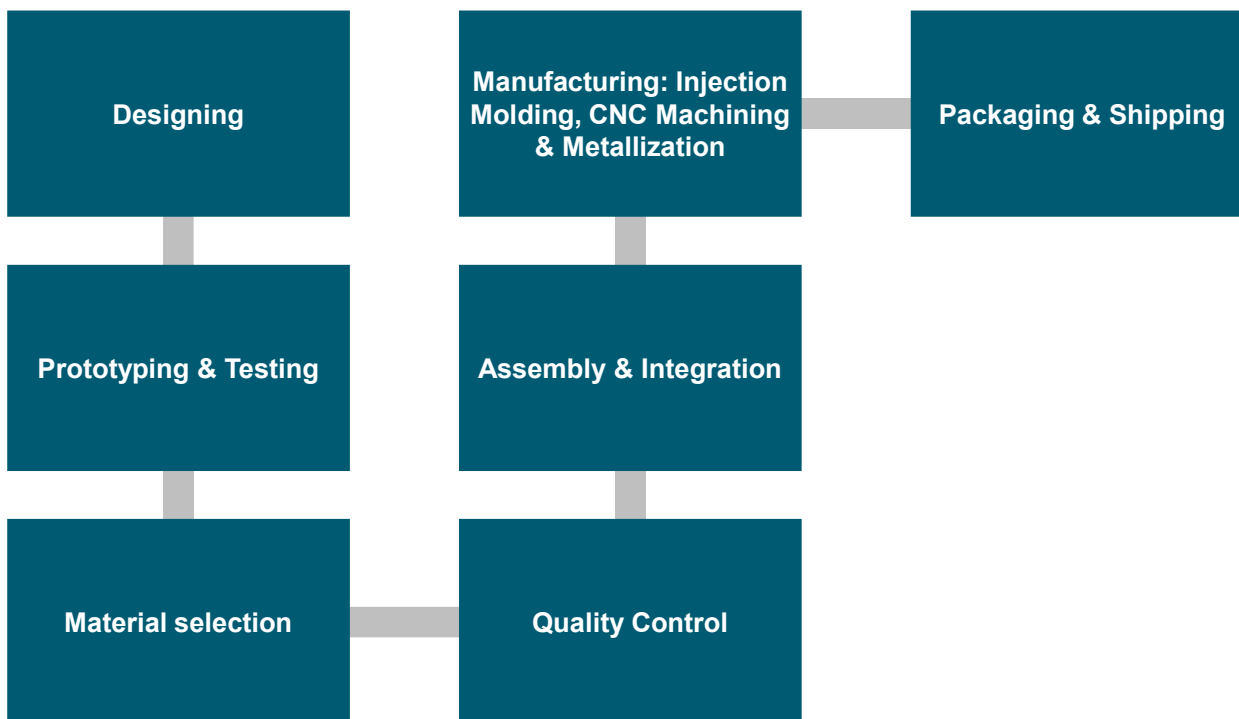 Designing
Prototyping & Testing
Material selection
Quality Control
Assembly & Integration
Manufacturing: Injection
Molding, CNC Machining
& Metallization
Packaging & Shipping